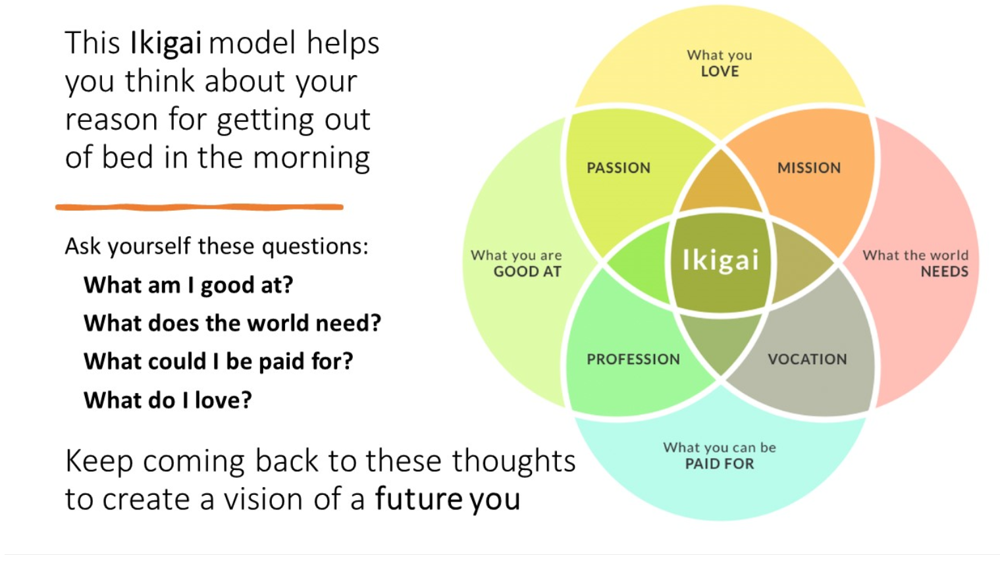 This Ikigai model helps
you think about your
reason for getting out
of bed in the morning
Ask yourself these questions:
What am I good at?
What does the world need?
What could I be paid for?
What do I love?
Keep coming back to these thoughts
to create a vision of a future you
What you
LOVE
PASSION
MISSION
What you are
GOOD AT
Ikigai
What the world
NEEDS
PROFESSION
VOCATION
What you can be
PAID FOR